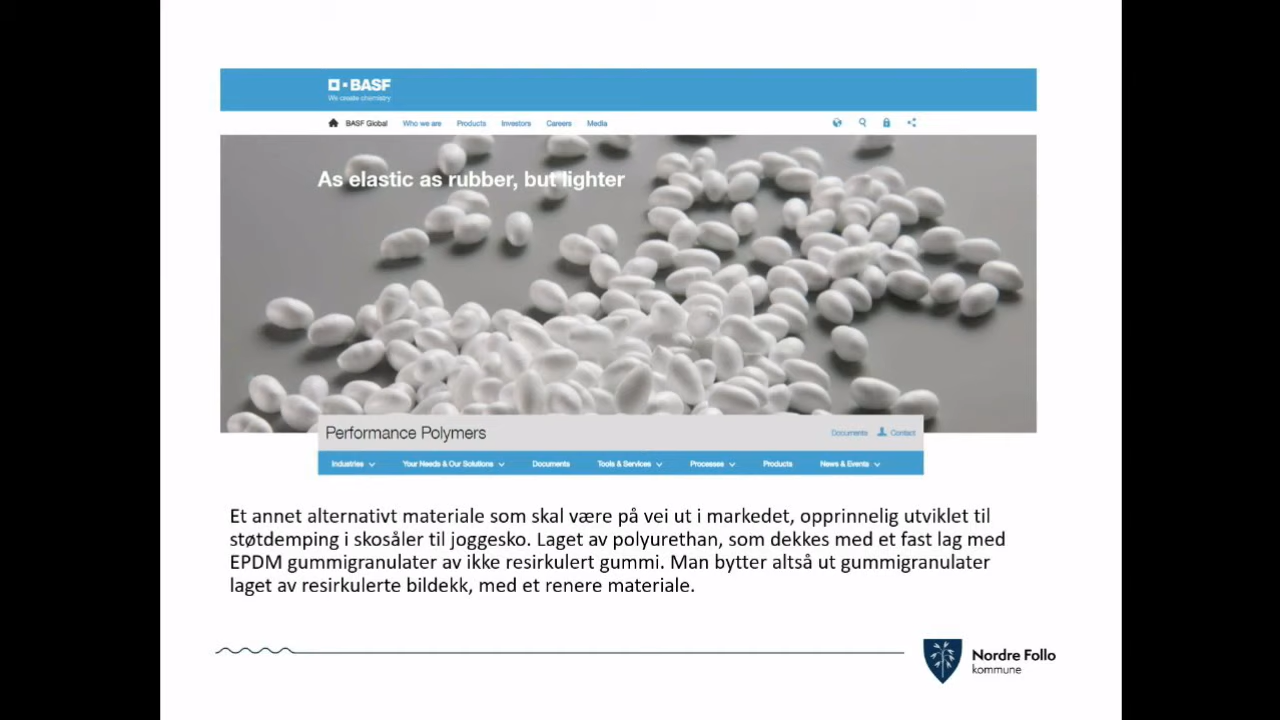 BASF
We create chemistry
BASF Global Who we are Products Investors Careers Media
As elastic as rubber, but lighter
Performance Polymers
Documents Contact
Industries Your Needs & Our Solutions Documents Tools & Services Processes Products News & Events
Et annet alternativt materiale som skal være på vei ut i markedet, opprinnelig utviklet til
støtdemping i skosåler til joggesko. Laget av polyurethan, som dekkes med et fast lag med
EPDM gummigranulater av ikke resirkulert gummi. Man bytter altså ut gummigranulater
laget av resirkulerte bildekk, med et renere materiale.
Nordre Follo
kommune